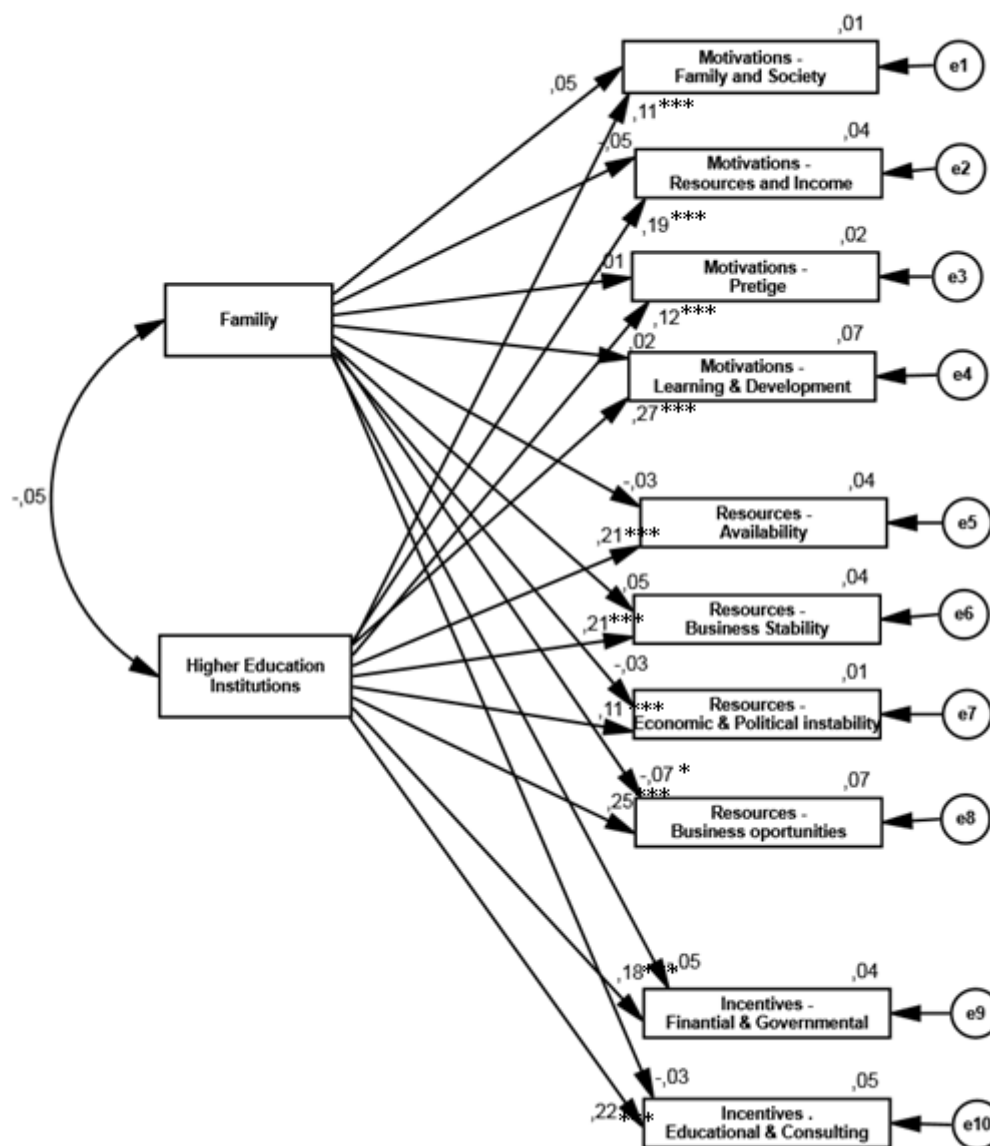 ,01
Motivations -
Family and Society
e1
,05
,11***
-,05
,04
Motivations -
Resources and Income
e2
,19***
,02
,01
Motivations -
Pretige
e3
,12***
,02
,07
Motivations -
Learning & Development
e4
,27***
Familiy
-,05
-,03
,04
Resources -
Availability
e5
,21***
,05
,04
Resources -
Business Stability
e6
,21***
Higher Education
Institutions
-,03
,01
Resources -
Economic & Political instability
e7
,11***
-,07*
,07
Resources -
Business oportunities
e8
,25***
,18***
-,05
,04
Incentives -
Finantial & Governmental
e9
-,03
,05
Incentives .
Educational & Consulting
e10
,22***